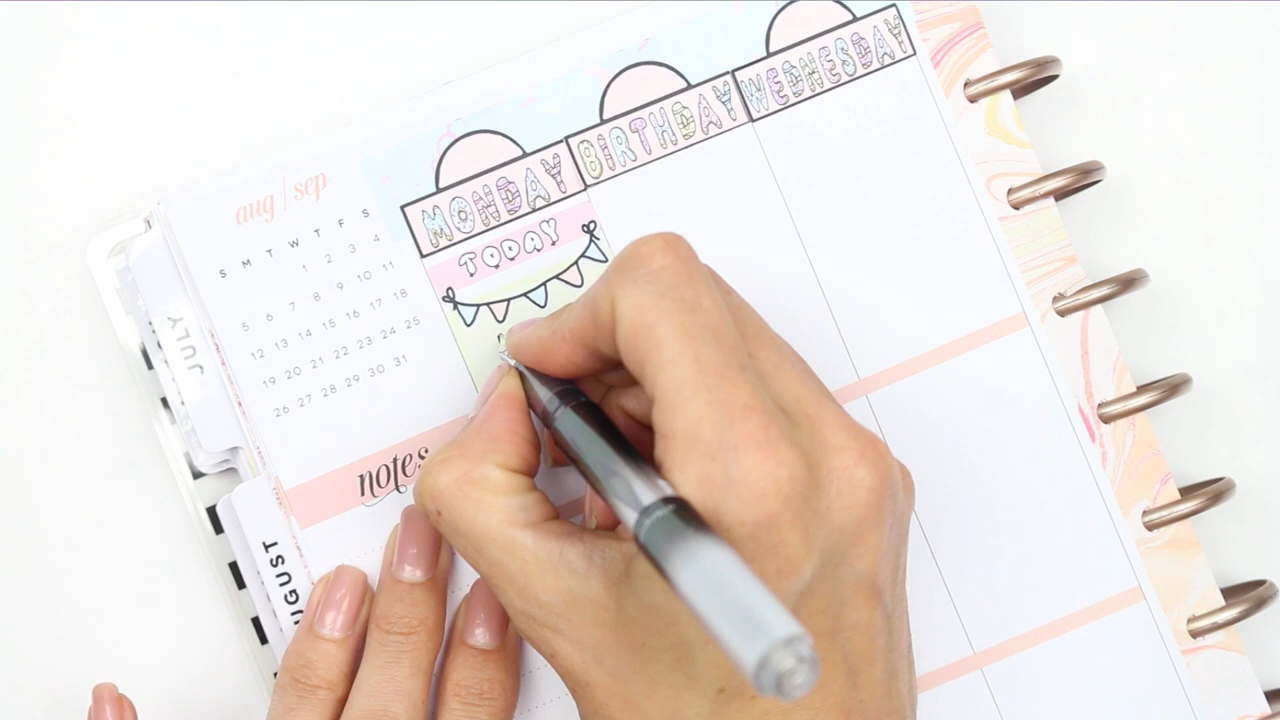 MONDAY BIRTHDAY WEDNESDAY
aug | sep
TODAY
S M T W T F S
1 2 3 4
5 6 7 8 9 10 11
12 13 14 15 16 17 18
19 20 21 22 23 24 25
26 27 28 29 30 31
notes
JULY
AUGUST